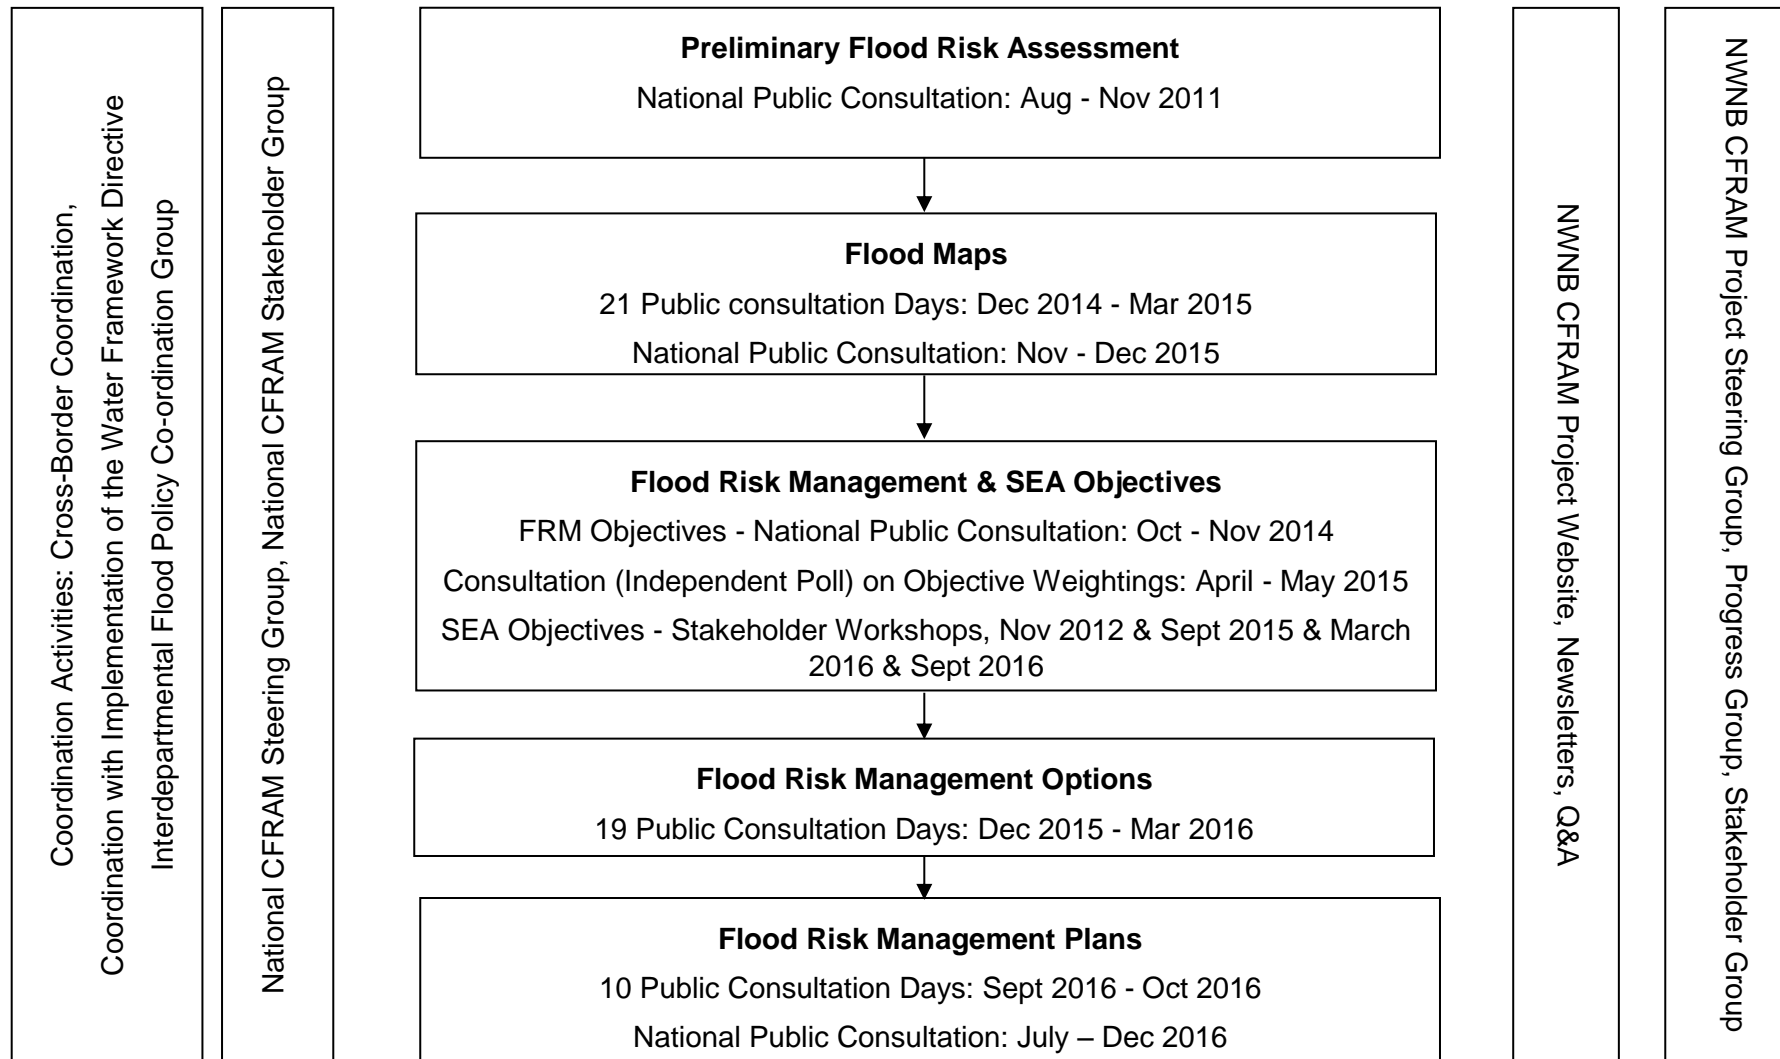 Coordination Activities: Cross-Border Coordination,
Coordination with Implementation of the Water Framework Directive
Interdepartmental Flood Policy Co-ordination Group
National CFRAM Steering Group, National CFRAM Stakeholder Group
Preliminary Flood Risk Assessment
National Public Consultation: Aug - Nov 2011
Flood Maps
21 Public consultation Days: Dec 2014 - Mar 2015
National Public Consultation: Nov - Dec 2015
Flood Risk Management & SEA Objectives
FRM Objectives - National Public Consultation: Oct - Nov 2014
Consultation (Independent Poll) on Objective Weightings: April - May 2015
SEA Objectives - Stakeholder Workshops, Nov 2012 & Sept 2015 & March
2016 & Sept 2016
Flood Risk Management Options
19 Public Consultation Days: Dec 2015 - Mar 2016
Flood Risk Management Plans
10 Public Consultation Days: Sept 2016 - Oct 2016
National Public Consultation: July – Dec 2016
NWNB CFRAM Project Website, Newsletters, Q&A
NWNB CFRAM Project Steering Group, Progress Group, Stakeholder Group